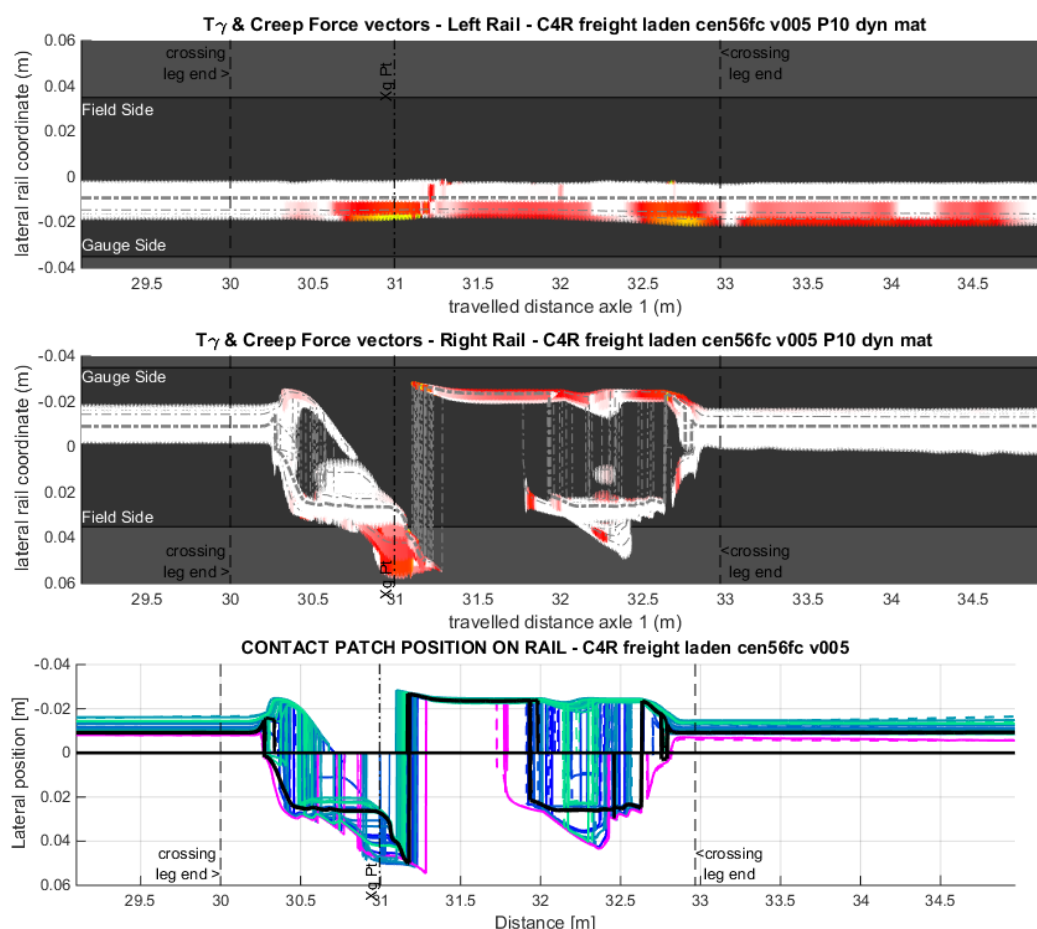 Tγ & Creep Force vectors - Left Rail - C4R freight laden cen56fc v005 P10 dyn mat
0.06
0.04
0.02
0
-0.02
-0.04
lateral rail coordinate (m)
crossing
leg end >
Xg Pt
<crossing
leg end
Field Side
Gauge Side
29.5 30 30.5 31 31.5 32 32.5 33 33.5 34 34.5
travelled distance axle 1 (m)
Tγ & Creep Force vectors - Right Rail - C4R freight laden cen56fc v005 P10 dyn mat
-0.04
-0.02
0
0.02
0.04
0.06
lateral rail coordinate (m)
Gauge Side
Field Side
crossing
leg end >
Xg Pt
<crossing
leg end
29.5 30 30.5 31 31.5 32 32.5 33 33.5 34 34.5
travelled distance axle 1 (m)
CONTACT PATCH POSITION ON RAIL - C4R freight laden cen56fc v005
-0.04
-0.02
0
0.02
0.04
0.06
Lateral position [m]
crossing
leg end >
Xg Pt
<crossing
leg end
29.5 30 30.5 31 31.5 32 32.5 33 33.5 34 34.5
Distance [m]